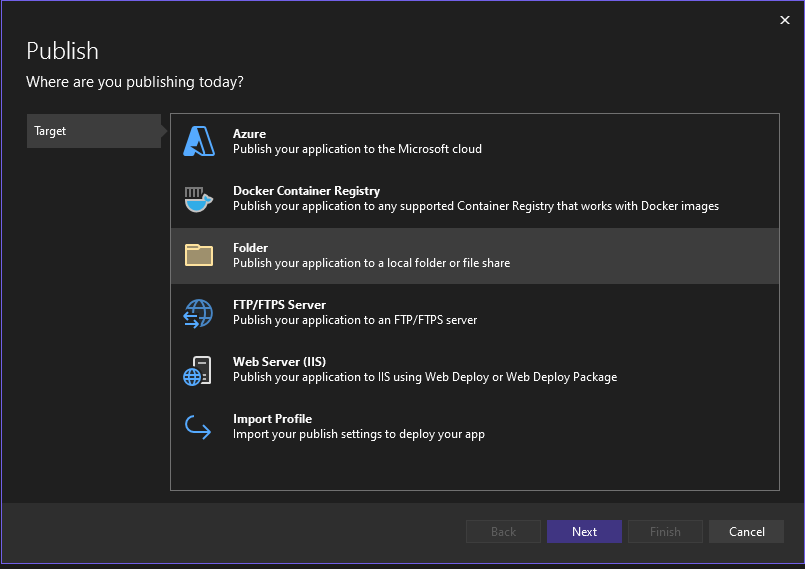 Publish
Where are you publishing today?
Target
Azure
Publish your application to the Microsoft cloud
Docker Container Registry
Publish your application to any supported Container Registry that works with Docker images
Folder
Publish your application to a local folder or file share
FTP/FTPS Server
Publish your application to an FTP/FTPS server
Web Server (IIS)
Publish your application to IIS using Web Deploy or Web Deploy Package
Import Profile
Import your publish settings to deploy your app
Back Next Finish Cancel